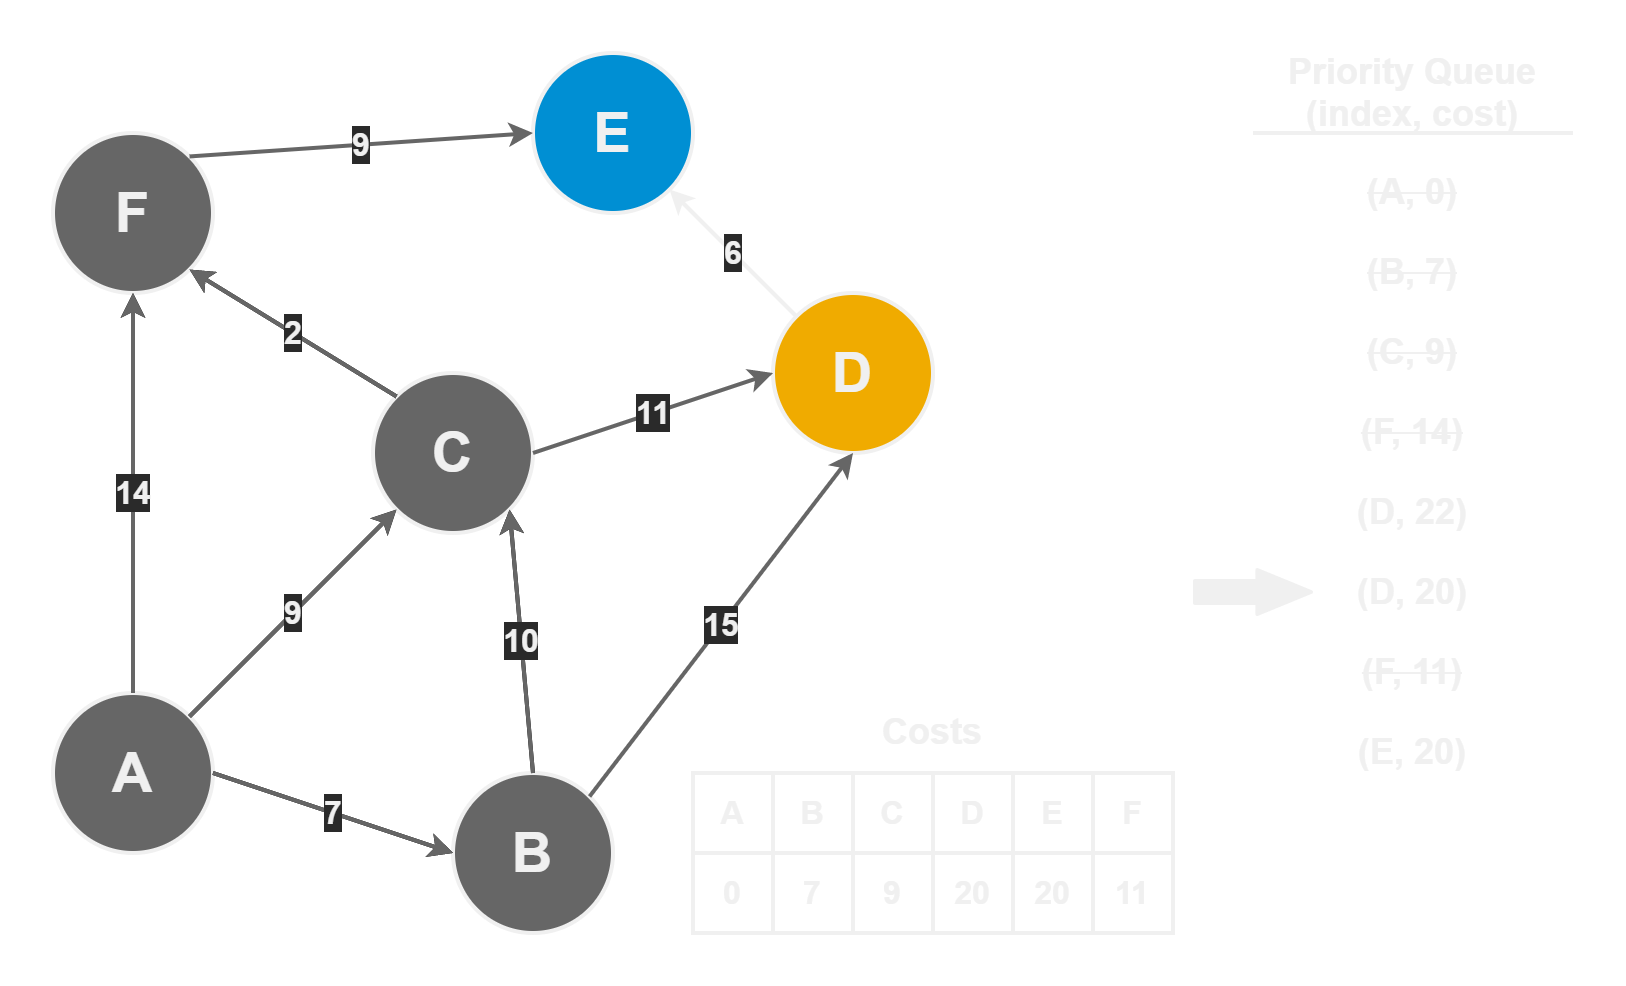 E
9
F
6
2
D
11
C
14
9
10
15
A
7
B
Priority Queue
(index, cost)
(A, 0)
(B, 7)
(C, 9)
(F, 14)
(D, 22)
(D, 20)
(F, 11)
(E, 20)
Costs
A B C D E F
0 7 9 20 20 11